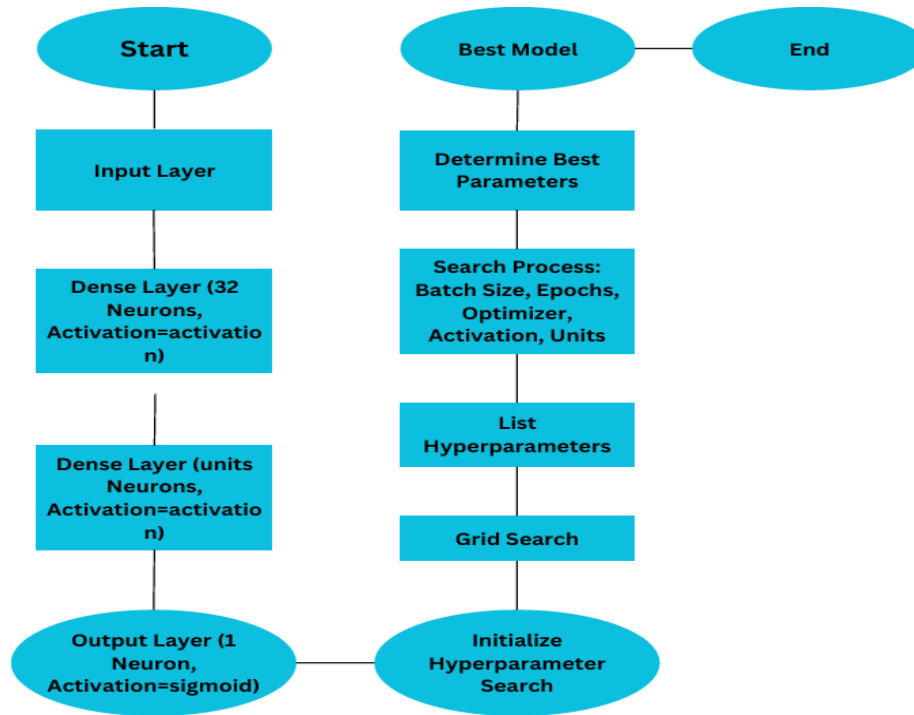 Start
Input Layer
Dense Layer (32
Neurons,
Activation=activatio
n)
Dense Layer (units
Neurons,
Activation=activatio
n)
Output Layer (1
Neuron,
Activation=sigmoid)
Initialize
Hyperparameter
Search
Grid Search
List
Hyperparameters
Search Process:
Batch Size, Epochs,
Optimizer,
Activation, Units
Determine Best
Parameters
Best Model
End